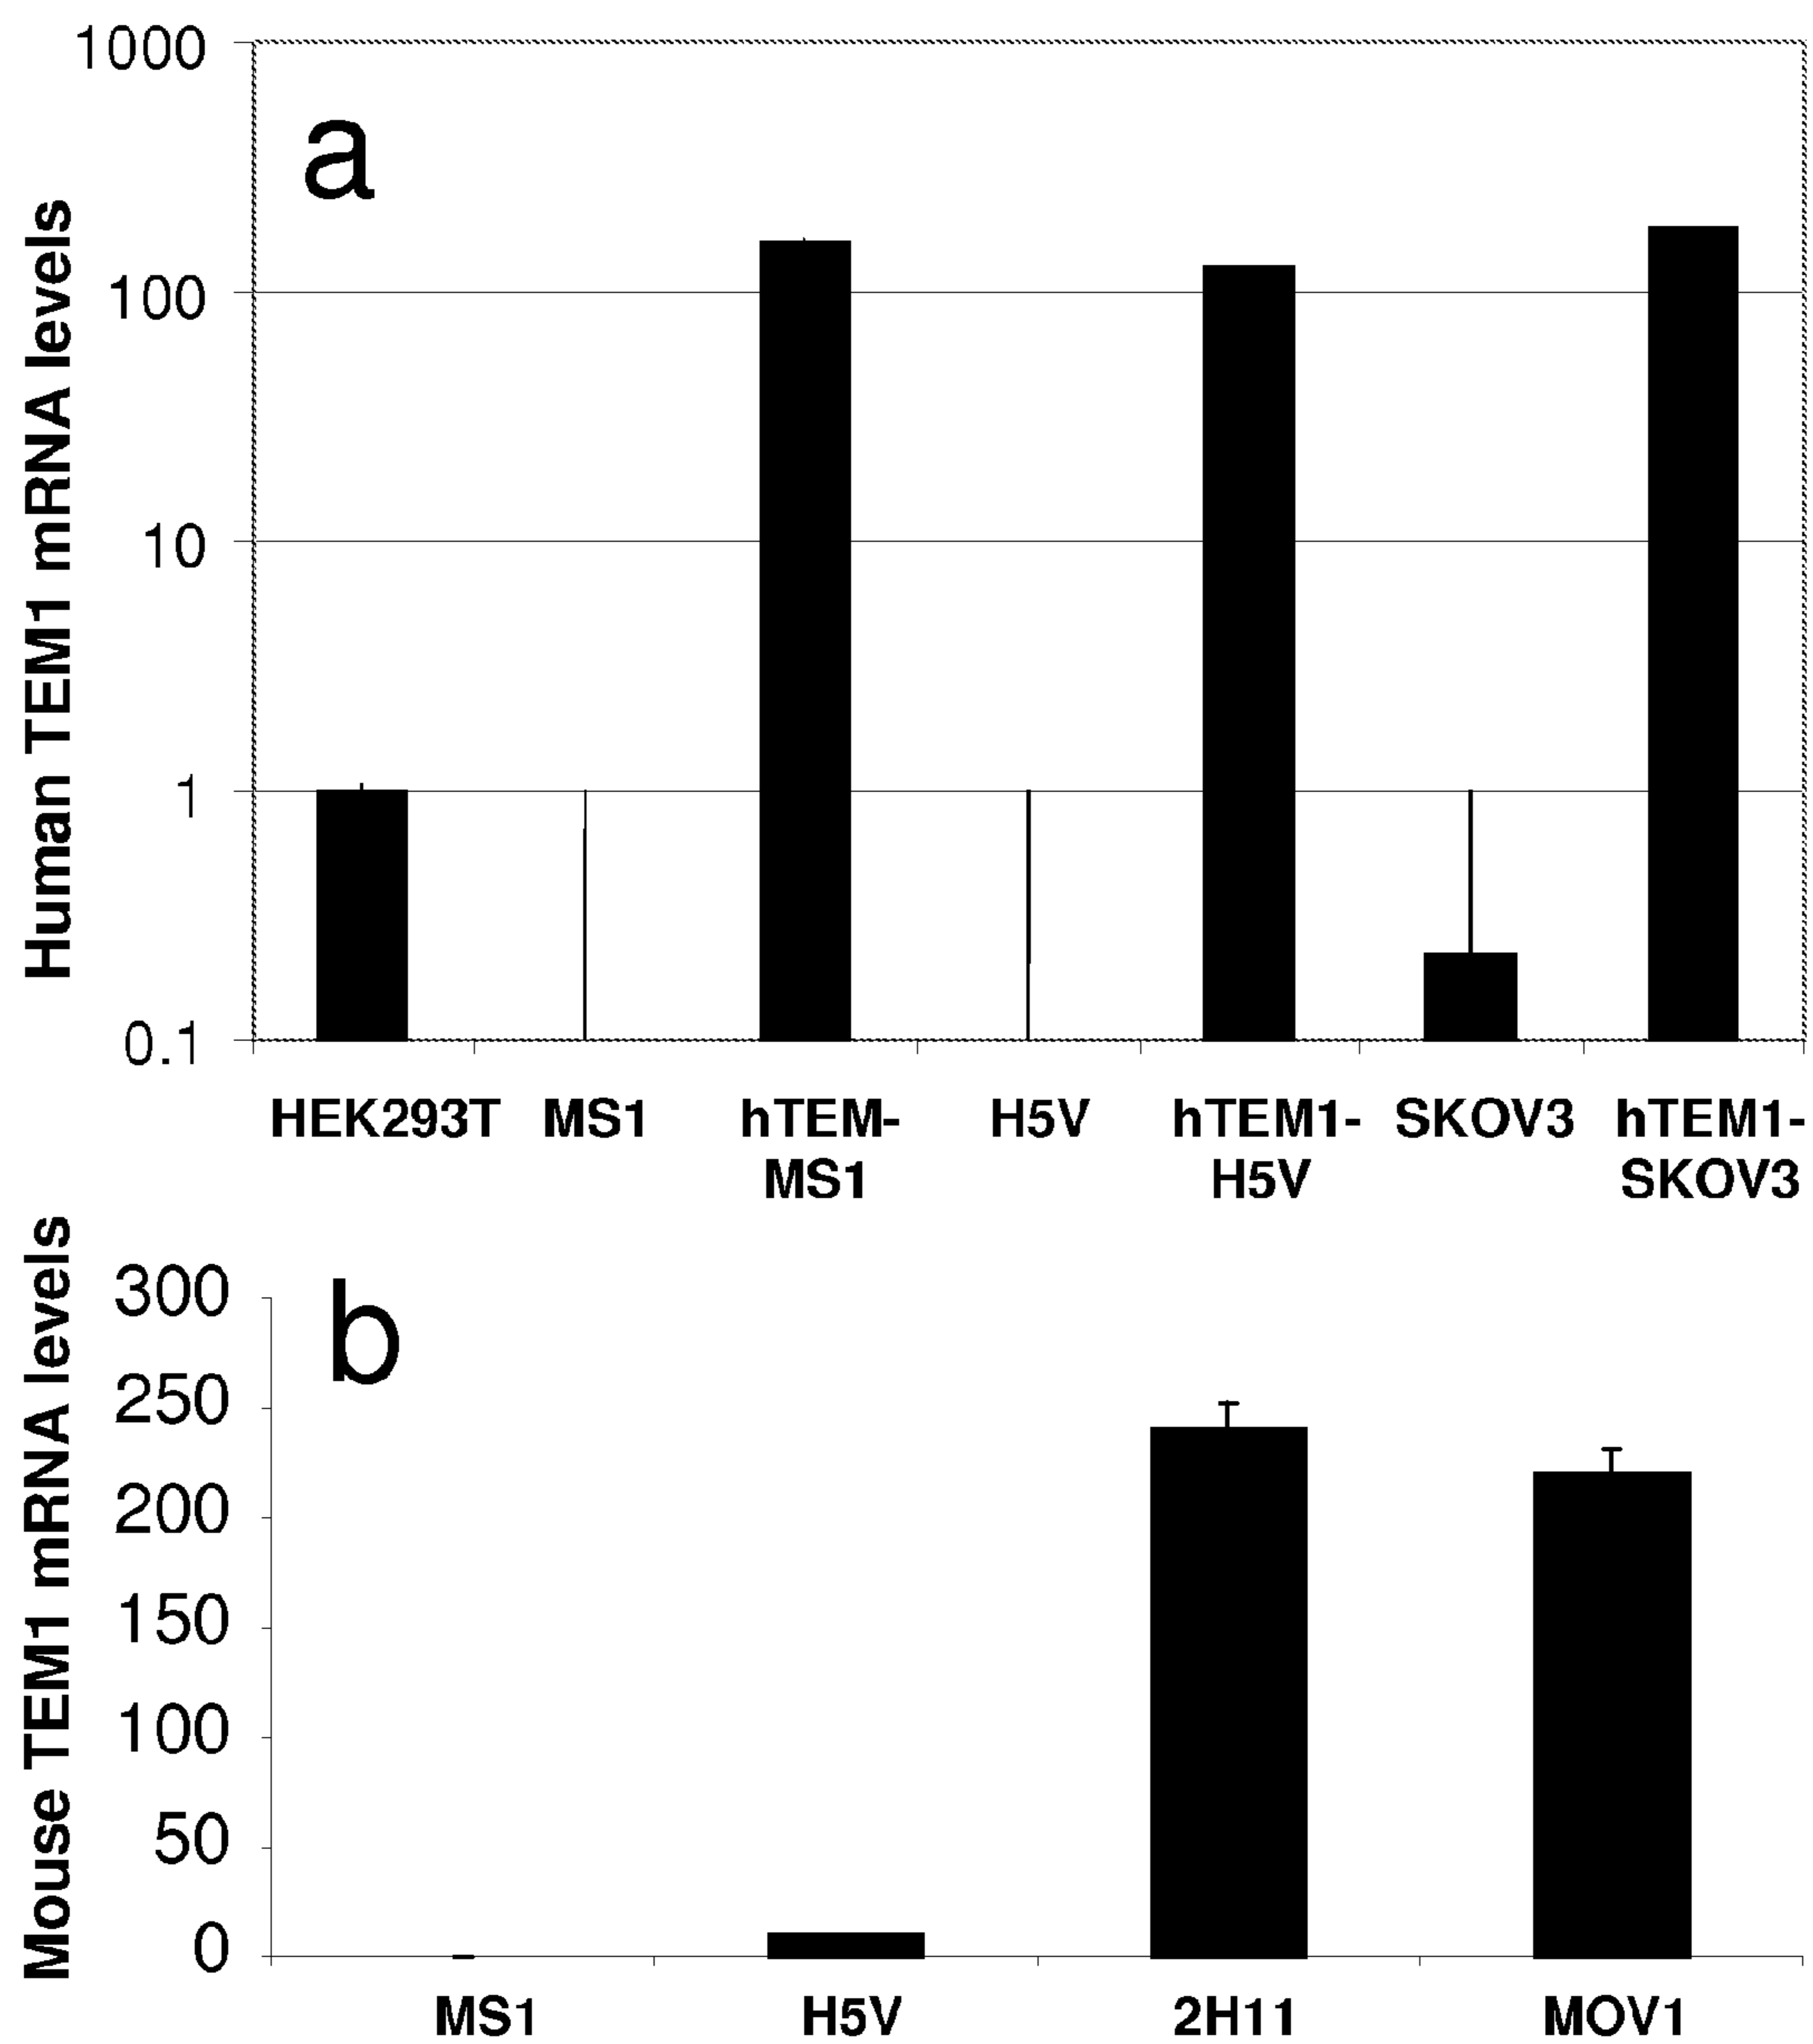 1000
a
100
10
1
0.1
Human TEM1 mRNA levels
HEK293T MS1 hTEM- H5V hTEM1- SKOV3 hTEM1-
MS1 H5V SKOV3
300
b
250
200
150
100
50
0
Mouse TEM1 mRNA levels
MS1 H5V 2H11 MOV1